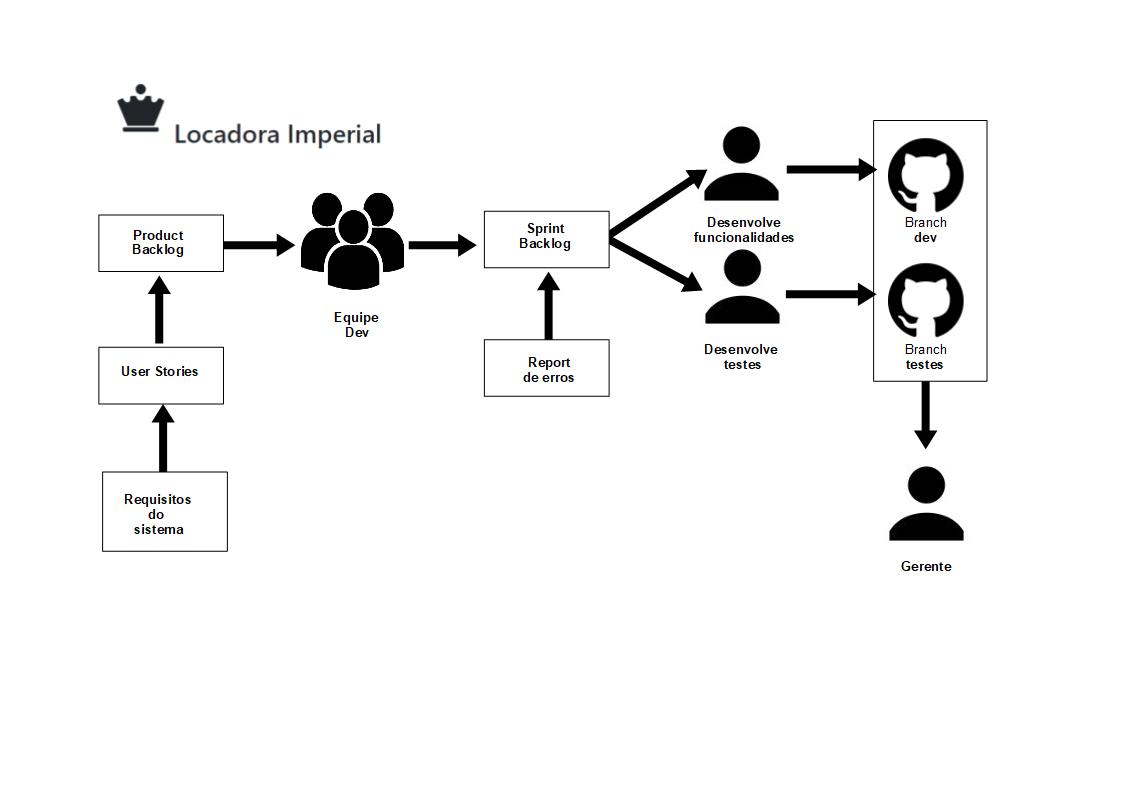 Locadora Imperial
Product
Backlog
Equipe
Dev
Sprint
Backlog
Desenvolve
funcionalidades
Branch
dev
User Stories
Report
de erros
Desenvolve
testes
Branch
testes
Requisitos
do
sistema
Gerente